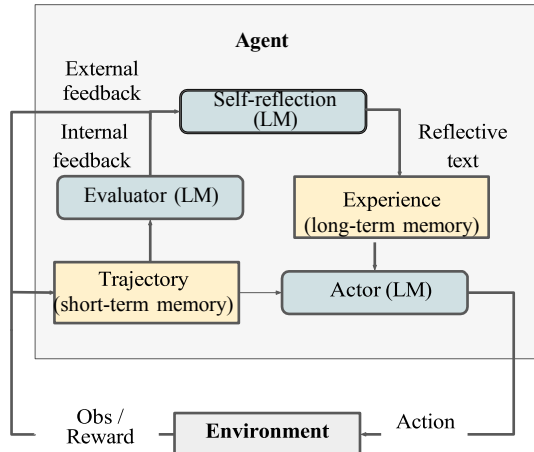 Agent
External
feedback
Self-reflection
(LM)
Internal
feedback
Reflective
text
Evaluator (LM)
Experience
(long-term memory)
Trajectory
(short-term memory)
Actor (LM)
Obs /
Reward
Environment
Action